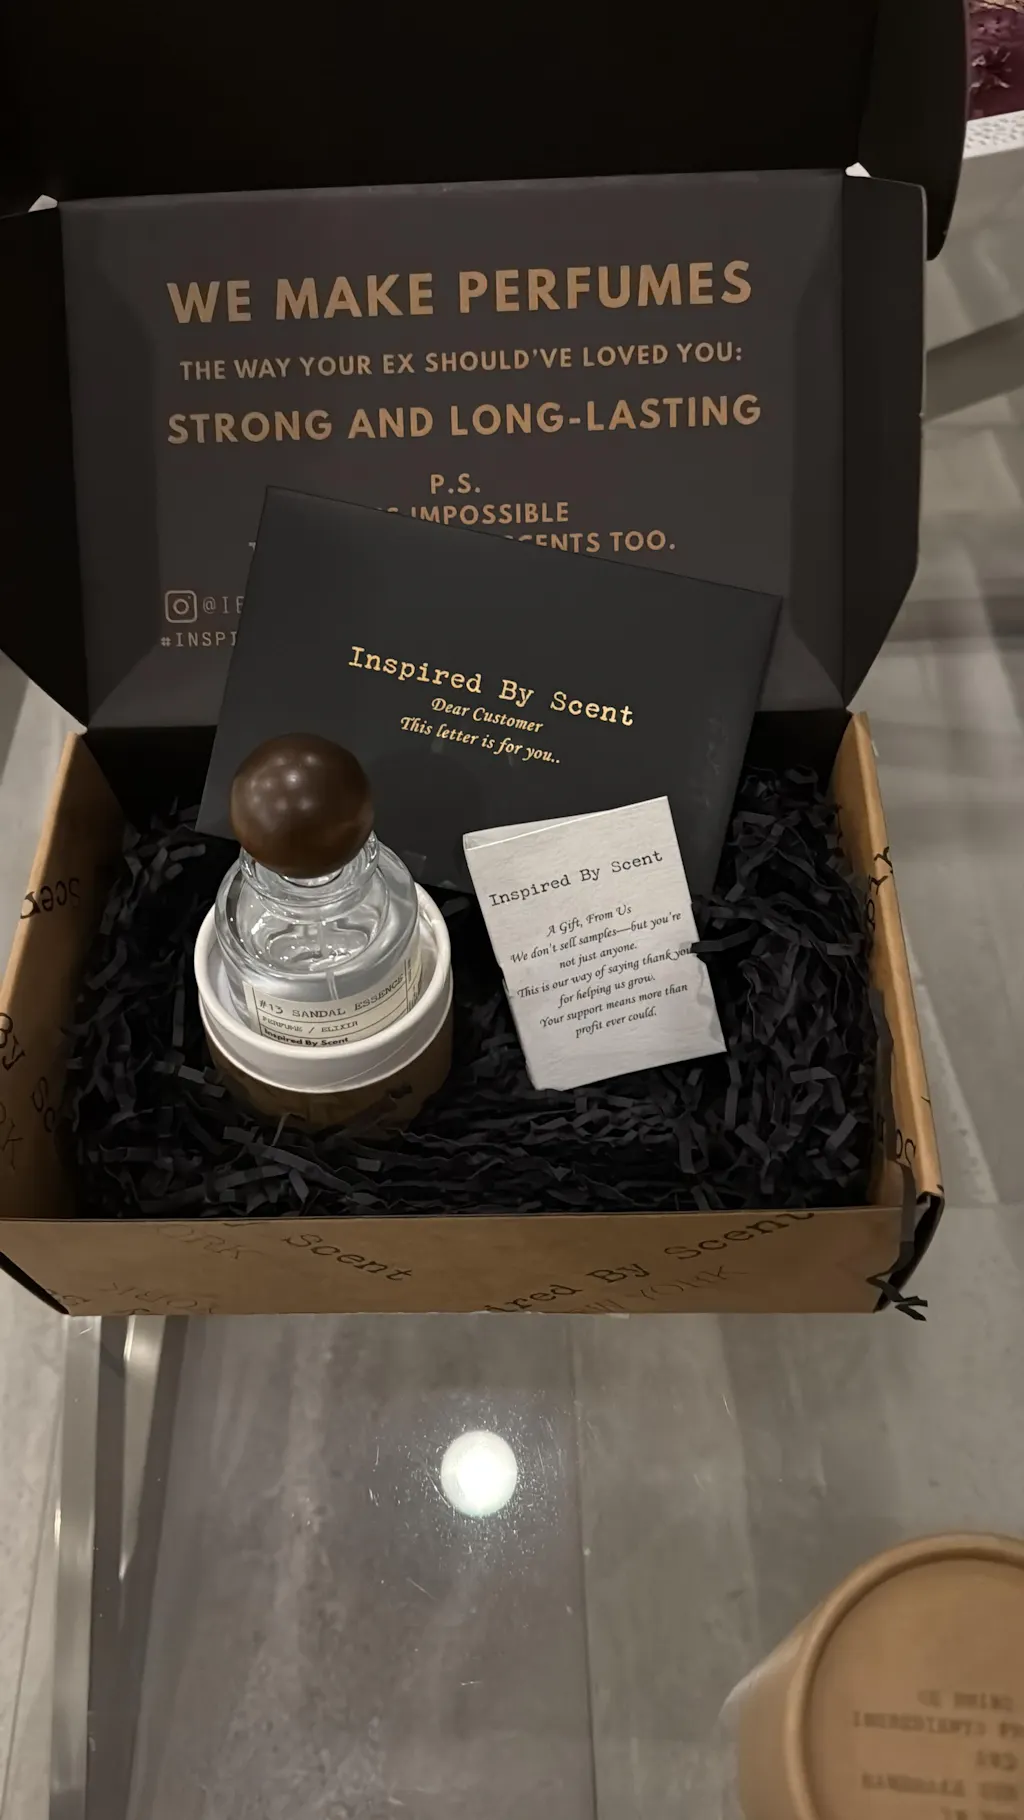 WE MAKE PERFUMES
THE WAY YOUR EX SHOULD'VE LOVED YOU:
STRONG AND LONG-LASTING
P.S.
IMPOSSIBLE
TOO.
Inspired By Scent
Dear Customer
This letter is for you..
Inspired By Scent
A Gift, From Us
We don't sell samples—but you're
not just anyone.
This is our way of saying thank you
for helping us grow.
Your support means more than
profit ever could.
#13 SANDAL ESSENCE
PERFUME / ELIXIR
Inspired By Scent
Scent
By
Scent